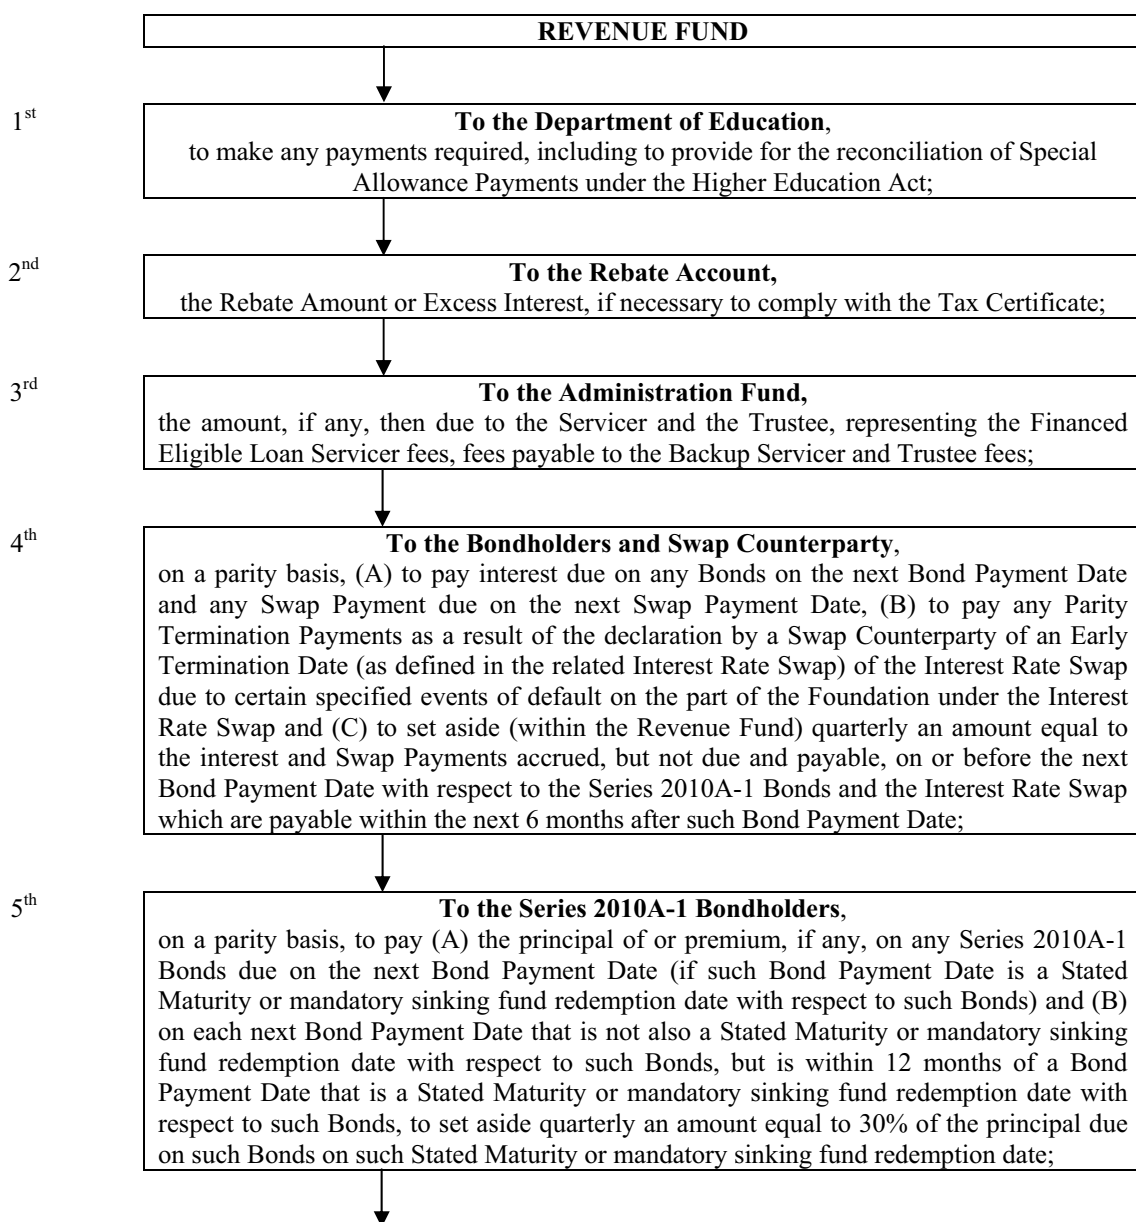 REVENUE FUND
1st
To the Department of Education,
to make any payments required, including to provide for the reconciliation of Special
Allowance Payments under the Higher Education Act;
2nd
To the Rebate Account,
the Rebate Amount or Excess Interest, if necessary to comply with the Tax Certificate;
3rd
To the Administration Fund,
the amount, if any, then due to the Servicer and the Trustee, representing the Financed
Eligible Loan Servicer fees, fees payable to the Backup Servicer and Trustee fees;
4th
To the Bondholders and Swap Counterparty,
on a parity basis, (A) to pay interest due on any Bonds on the next Bond Payment Date
and any Swap Payment due on the next Swap Payment Date, (B) to pay any Parity
Termination Payments as a result of the declaration by a Swap Counterparty of an Early
Termination Date (as defined in the related Interest Rate Swap) of the Interest Rate Swap
due to certain specified events of default on the part of the Foundation under the Interest
Rate Swap and (C) to set aside (within the Revenue Fund) quarterly an amount equal to
the interest and Swap Payments accrued, but not due and payable, on or before the next
Bond Payment Date with respect to the Series 2010A-1 Bonds and the Interest Rate Swap
which are payable within the next 6 months after such Bond Payment Date;
5th
To the Series 2010A-1 Bondholders,
on a parity basis, to pay (A) the principal of or premium, if any, on any Series 2010A-1
Bonds due on the next Bond Payment Date (if such Bond Payment Date is a Stated
Maturity or mandatory sinking fund redemption date with respect to such Bonds) and (B)
on each next Bond Payment Date that is not also a Stated Maturity or mandatory sinking
fund redemption date with respect to such Bonds, but is within 12 months of a Bond
Payment Date that is a Stated Maturity or mandatory sinking fund redemption date with
respect to such Bonds, to set aside quarterly an amount equal to 30% of the principal due
on such Bonds on such Stated Maturity or mandatory sinking fund redemption date;